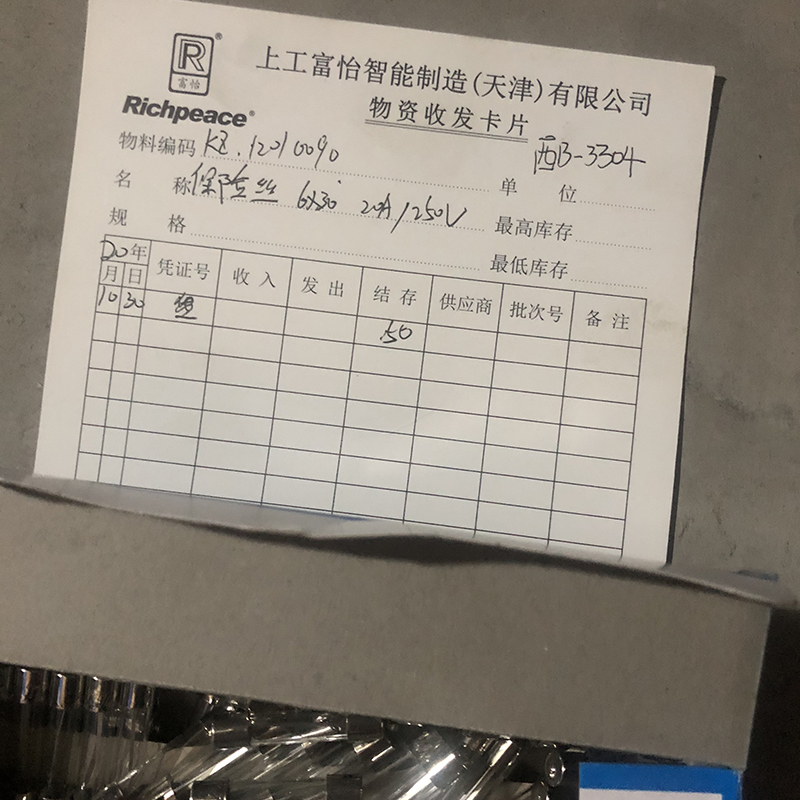 R®
富怡
Richpeace®
上工富怡智能制造(天津)有限公司
物资收发卡片
物料编码 KZ.12010090
西B-3304
名 称 保险丝 6x30 20A/250V
单 位
规 格
最高库存
最低库存
20年
月 日 凭证号 收入 发出 结存 供应商 批次号 备注
10 30 50